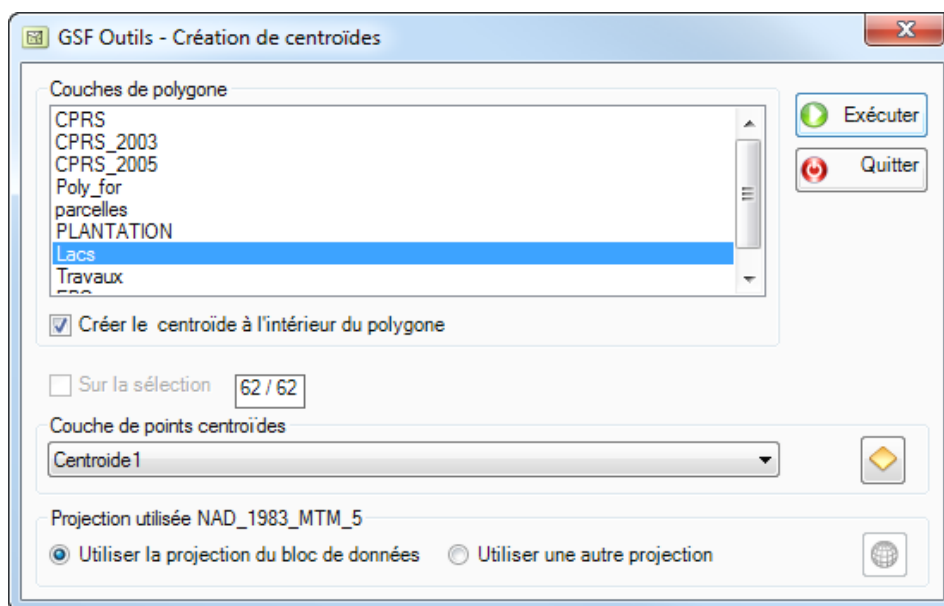 GSF Outils - Création de centroïdes
Couches de polygone
CPRS
CPRS_2003
CPRS_2005
Poly_for
parcelles
PLANTATION
Lacs
Travaux
Exécuter
Quitter
Créer le centroïde à l'intérieur du polygone
Sur la sélection 62 / 62
Couche de points centroïdes
Centroide1
Projection utilisée NAD_1983_MTM_5
Utiliser la projection du bloc de données Utiliser une autre projection